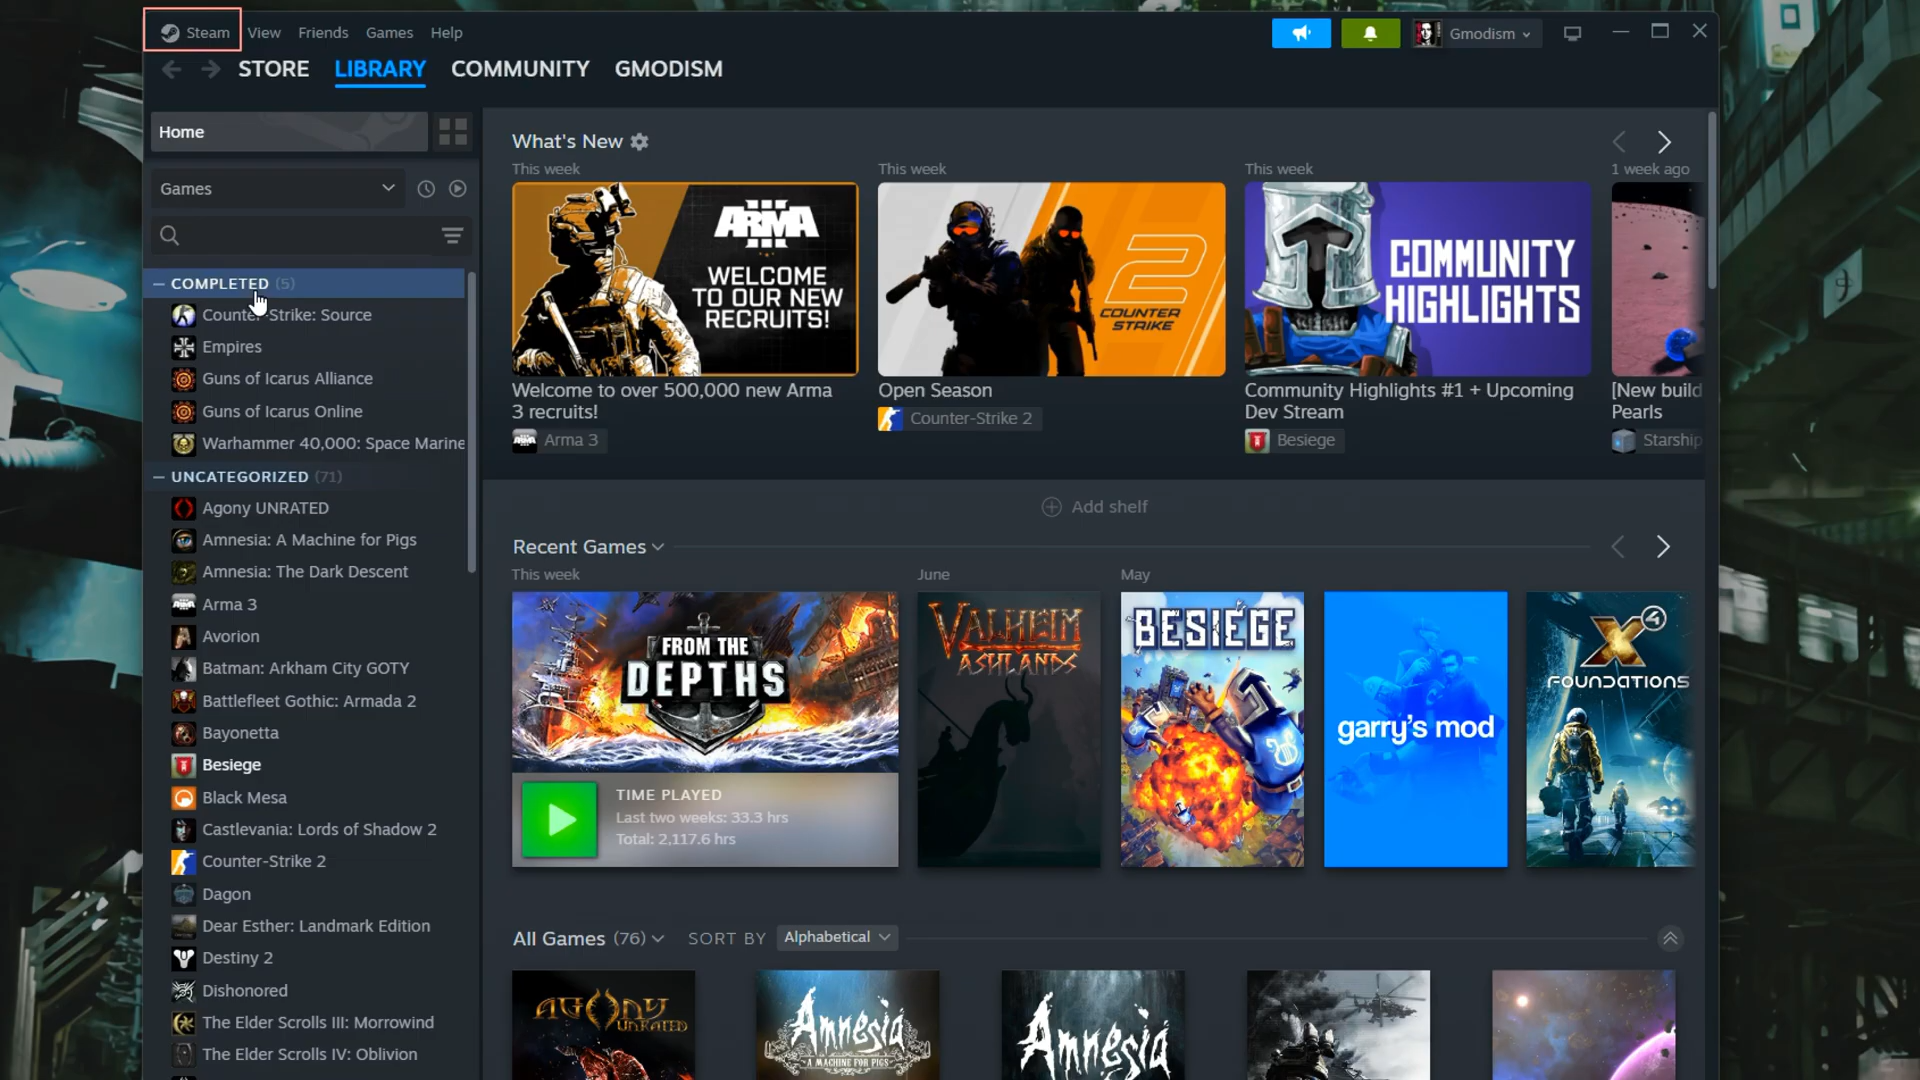 Steam View Friends Games Help
Gmodism
STORE LIBRARY COMMUNITY GMODISM
Home
Games
COMPLETED (5)
Counter-Strike: Source
Empires
Guns of Icarus Alliance
Guns of Icarus Online
Warhammer 40,000: Space Marine
UNCATEGORIZED (71)
Agony UNRATED
Amnesia: A Machine for Pigs
Amnesia: The Dark Descent
Arma 3
Avorion
Batman: Arkham City GOTY
Battlefleet Gothic: Armada 2
Bayonetta
Besiege
Black Mesa
Castlevania: Lords of Shadow 2
Counter-Strike 2
Dagon
Dear Esther: Landmark Edition
Destiny 2
Dishonored
The Elder Scrolls III: Morrowind
The Elder Scrolls IV: Oblivion
What's New
This week
ARMA III
WELCOME
TO OUR NEW
RECRUITS!
Welcome to over 500,000 new Arma
3 recruits!
Arma 3
This week
2
COUNTER
STRIKE
Open Season
Counter-Strike 2
This week
COMMUNITY
HIGHLIGHTS
Community Highlights #1 + Upcoming
Dev Stream
Besiege
1 week ago
[New build
Pearls
Starship
Add shelf
Recent Games
This week
FROM THE
DEPTHS
TIME PLAYED
Last two weeks: 33.3 hrs
Total: 2,117.6 hrs
June
VALHEIM
ASHLANDS
May
BESIEGE
garry's mod
X4
FOUNDATIONS
All Games (76) SORT BY Alphabetical
AGONY
UNRATED
Amnesia
A MACHINE FOR PIGS
Amnesia